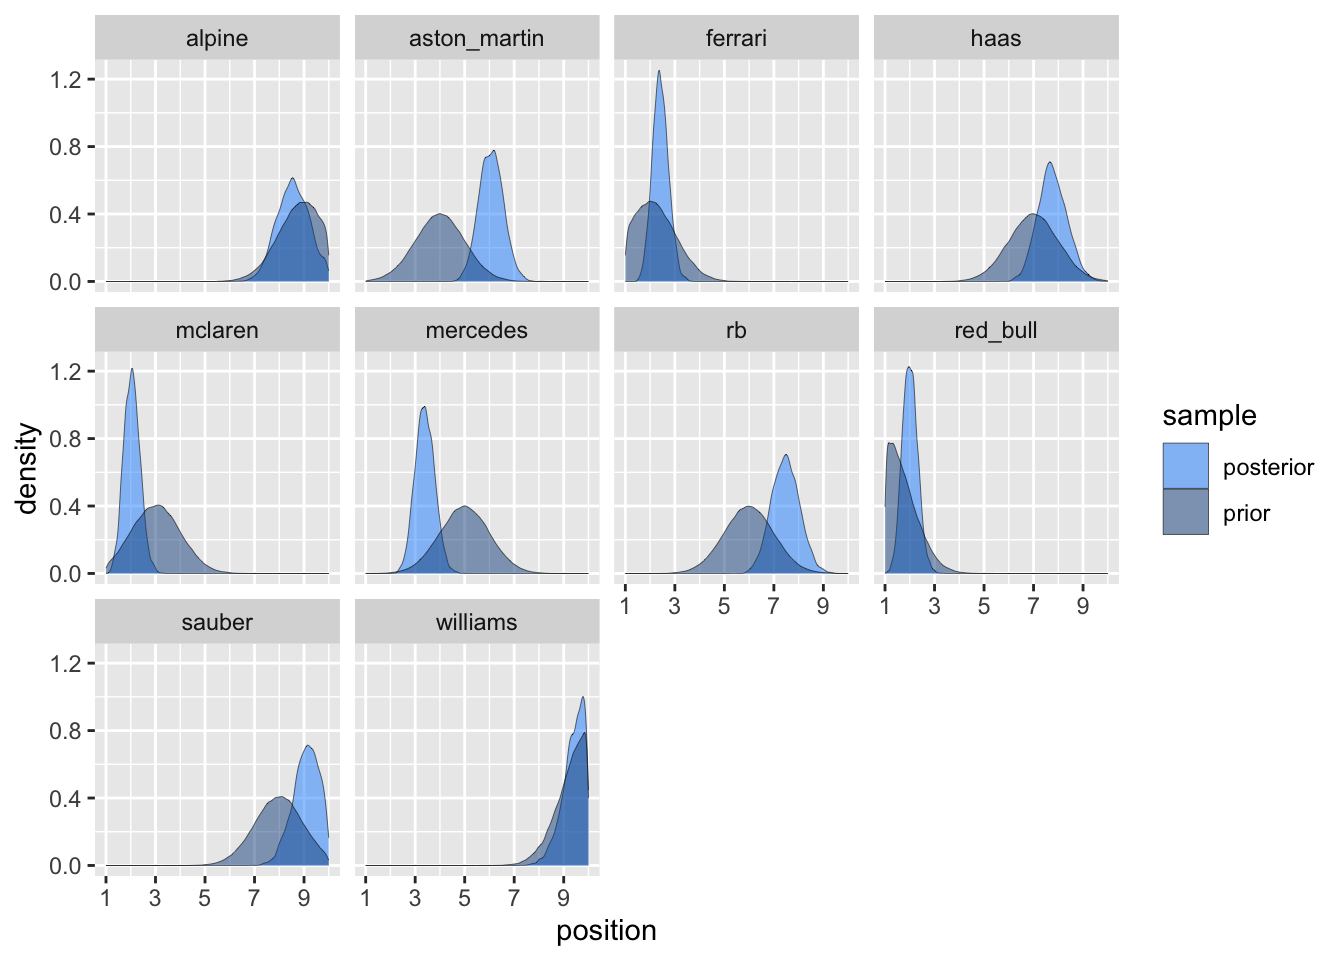 alpine aston_martin ferrari haas
1.2
0.8
0.4
0.0
mclaren mercedes rb red_bull
1.2
0.8
0.4
0.0
1 3 5 7 9 1 3 5 7 9
sauber williams
1.2
0.8
0.4
0.0
1 3 5 7 9 1 3 5 7 9
position
density
sample
posterior
prior